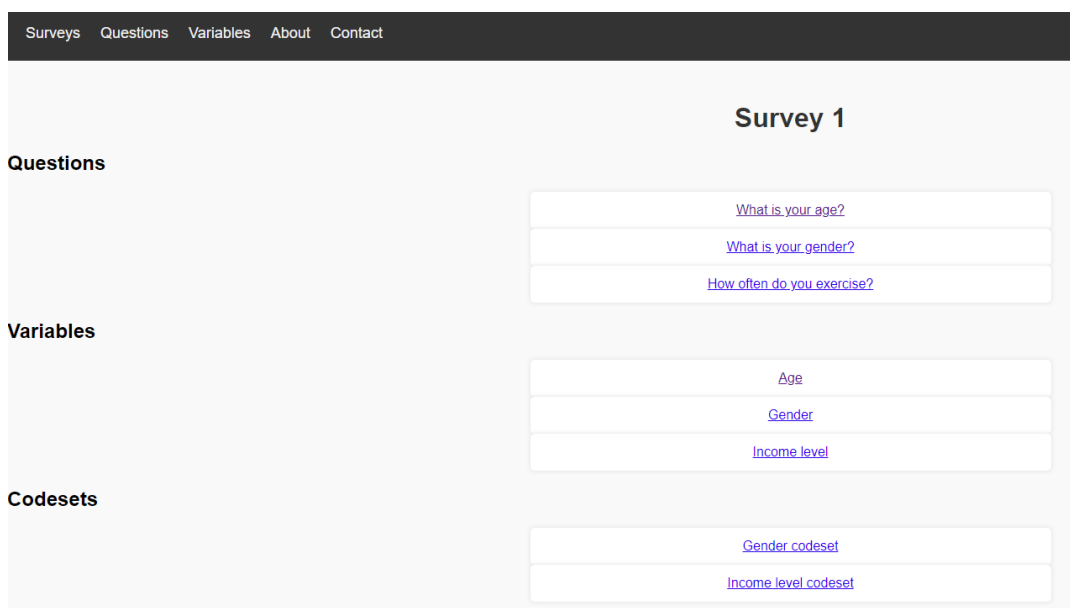 Surveys Questions Variables About Contact
Survey 1
Questions
What is your age?
What is your gender?
How often do you exercise?
Variables
Age
Gender
Income level
Codesets
Gender codeset
Income level codeset